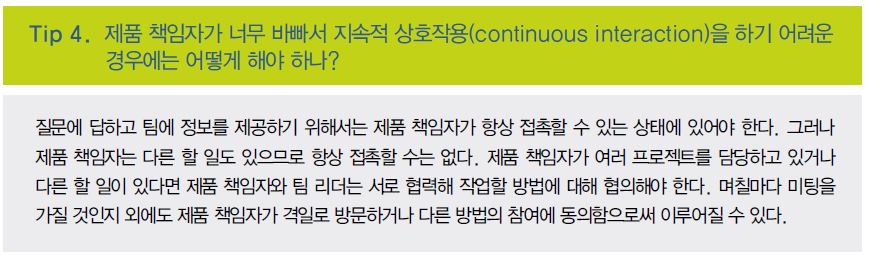 Tip 4. 제품 책임자가 너무 바빠서 지속적 상호작용(continuous interaction)을 하기 어려운
경우에는 어떻게 해야 하나?
질문에 답하고 팀에 정보를 제공하기 위해서는 제품 책임자가 항상 접촉할 수 있는 상태에 있어야 한다. 그러나
제품 책임자는 다른 할 일도 있으므로 항상 접촉할 수는 없다. 제품 책임자가 여러 프로젝트를 담당하고 있거나
다른 할 일이 있다면 제품 책임자와 팀 리더는 서로 협력해 작업할 방법에 대해 협의해야 한다. 며칠마다 미팅을
가질 것인지 외에도 제품 책임자가 격일로 방문하거나 다른 방법의 참여에 동의함으로써 이루어질 수 있다.